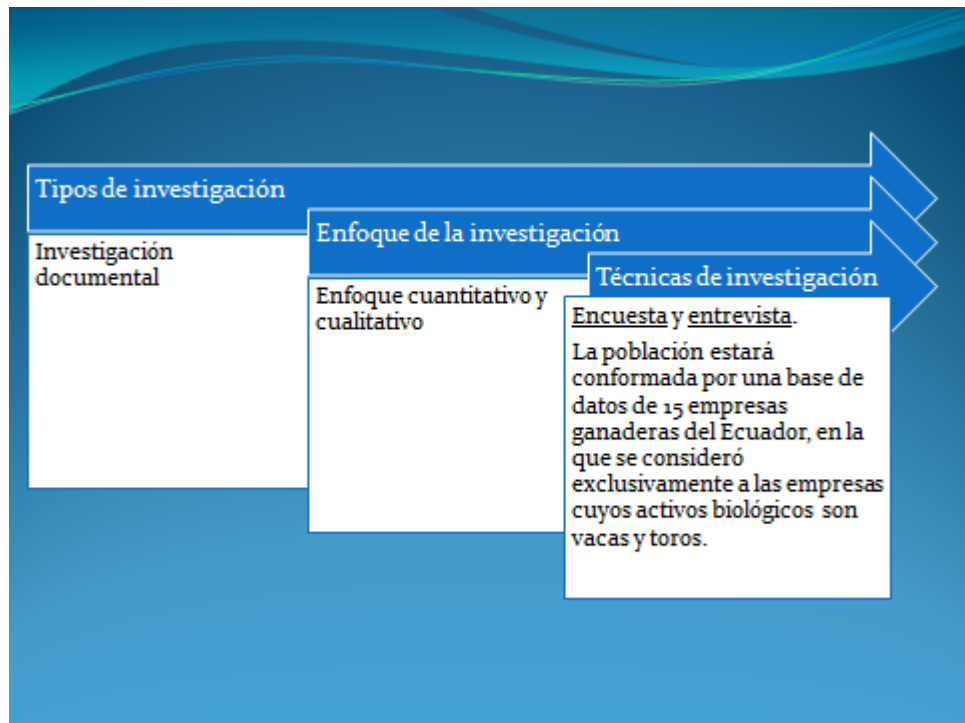 Tipos de investigación
Investigación
documental
Enfoque de la investigación
Enfoque cuantitativo y
cualitativo
Técnicas de investigación
Encuesta y entrevista.
La población estará
conformada por una base de
datos de 15 empresas
ganaderas del Ecuador, en la
que se consideró
exclusivamente a las empresas
cuyos activos biológicos son
vacas y toros.